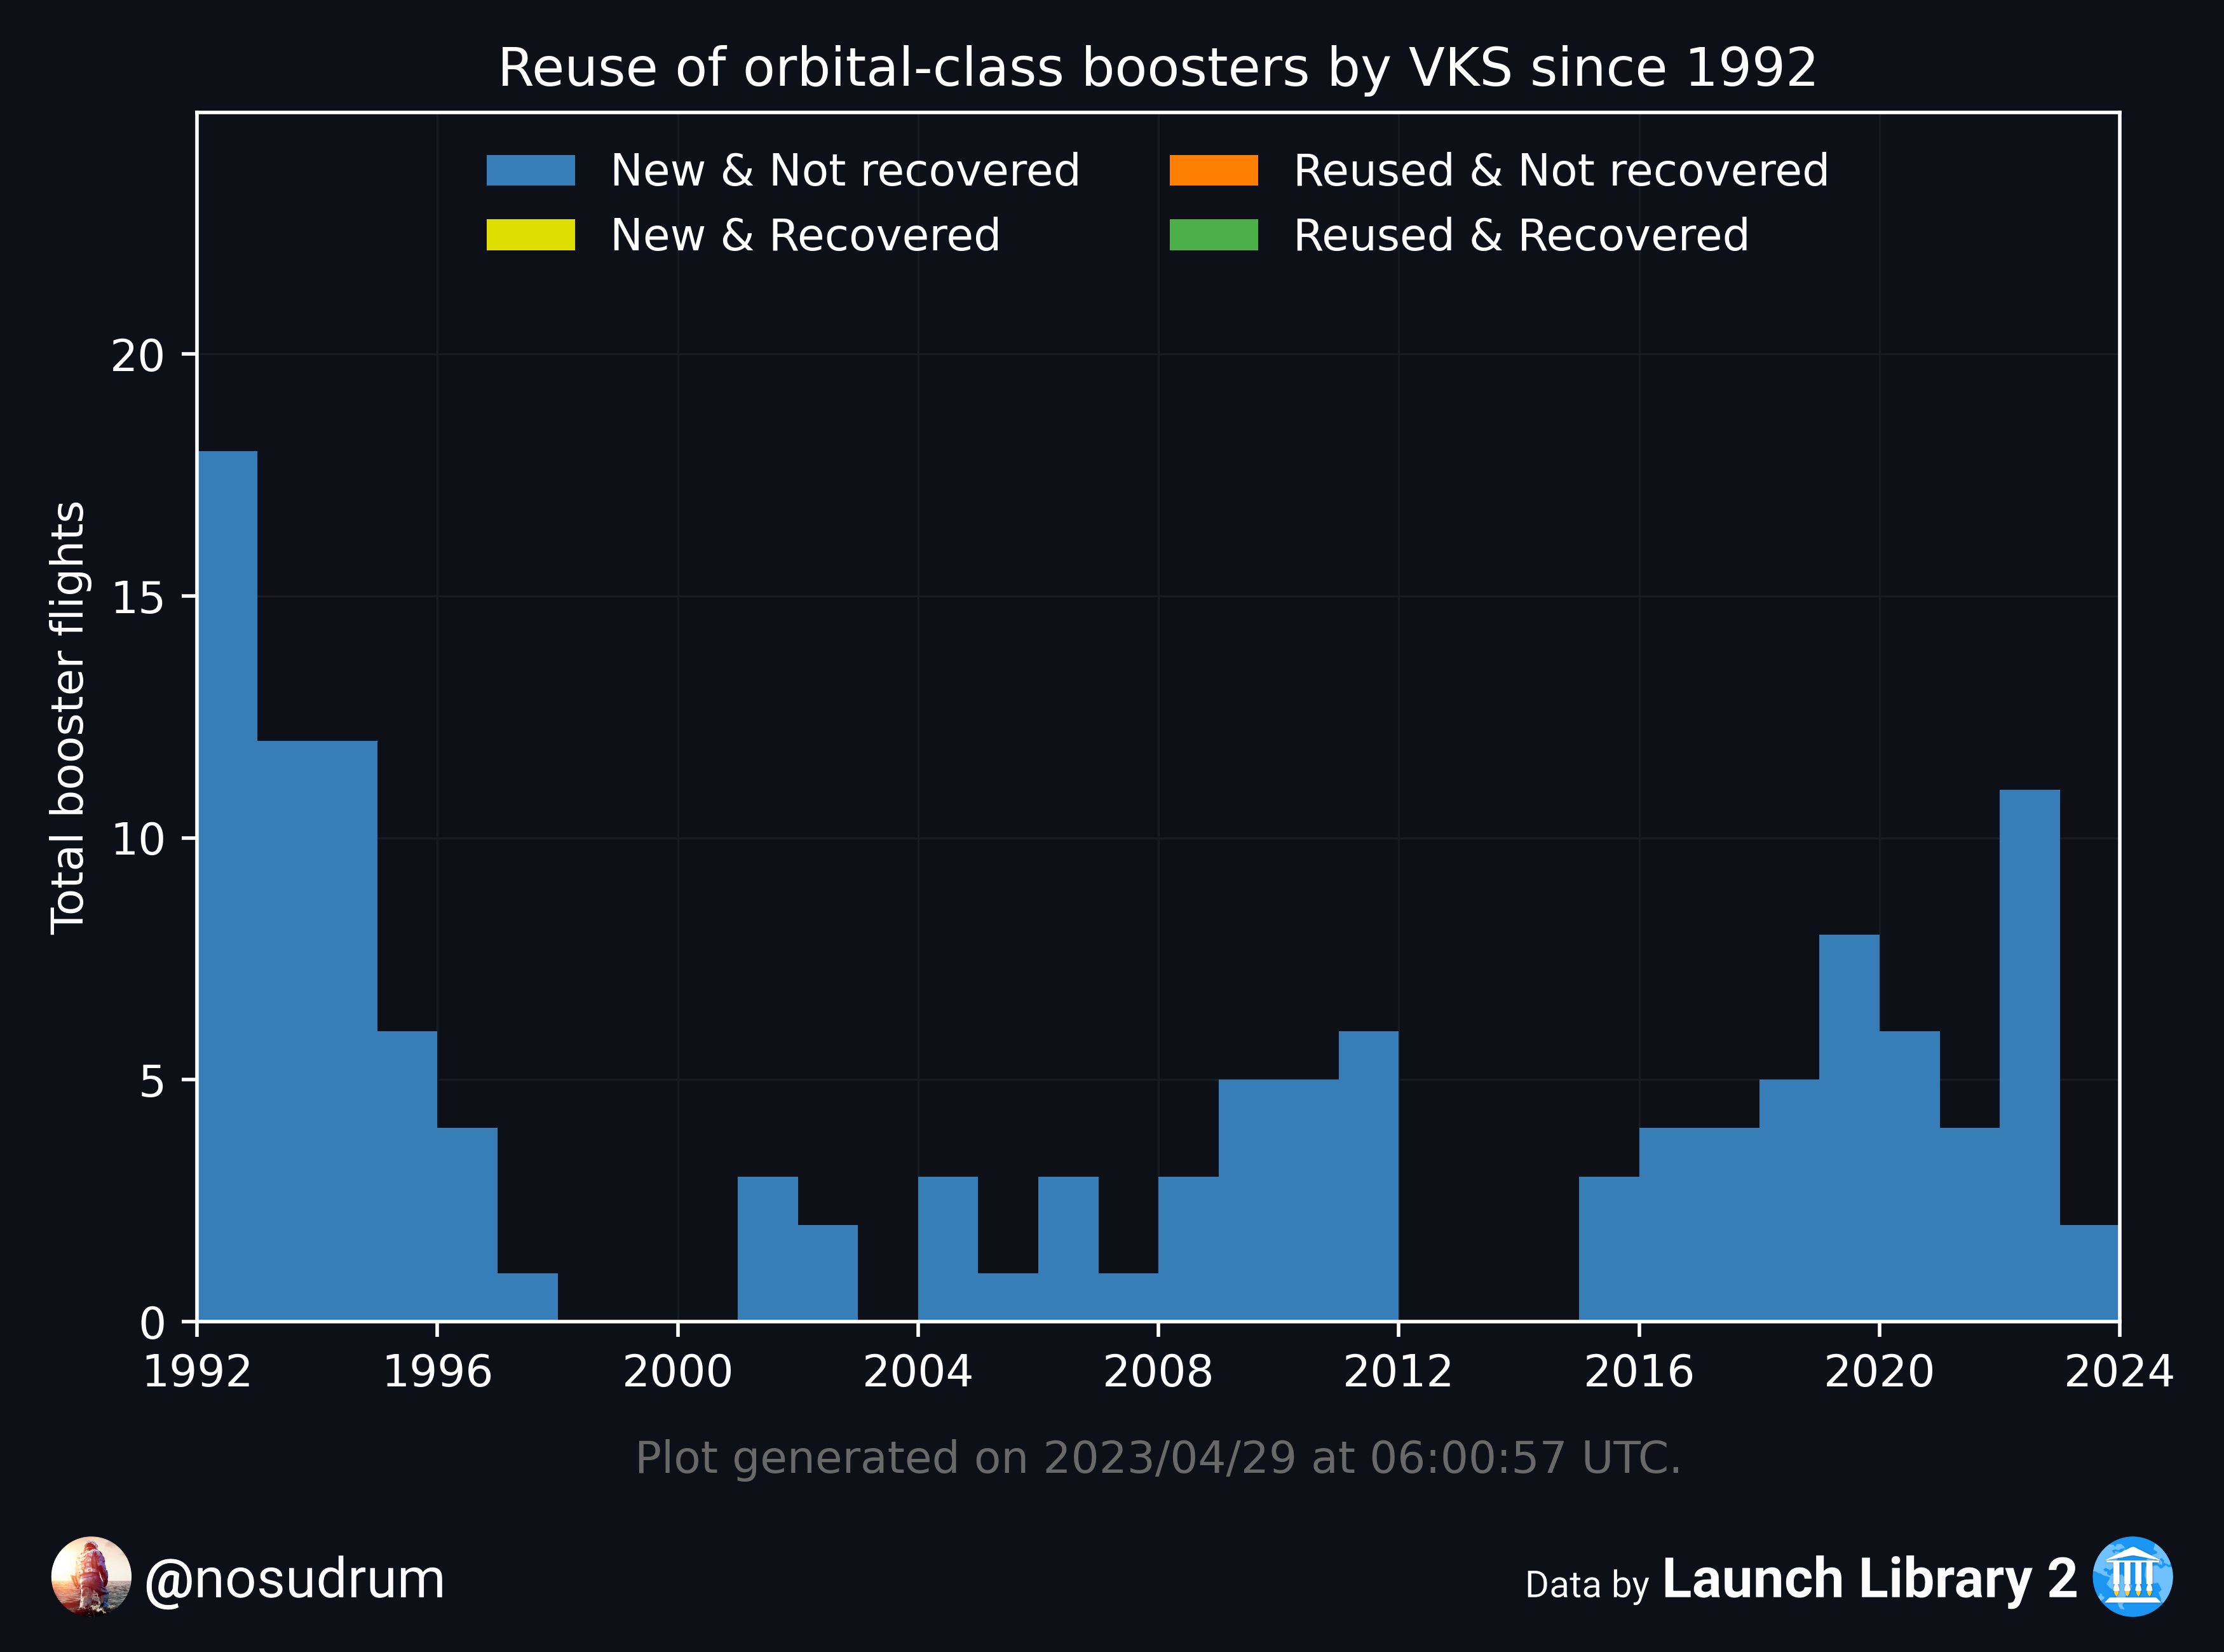 Reuse of orbital-class boosters by VKS since 1992
New & Not recovered
New & Recovered
Reused & Not recovered
Reused & Recovered
Total booster flights
20
15
10
5
0
1992 1996 2000 2004 2008 2012 2016 2020 2024
Plot generated on 2023/04/29 at 06:00:57 UTC.
@nosudrum
Data by Launch Library 2